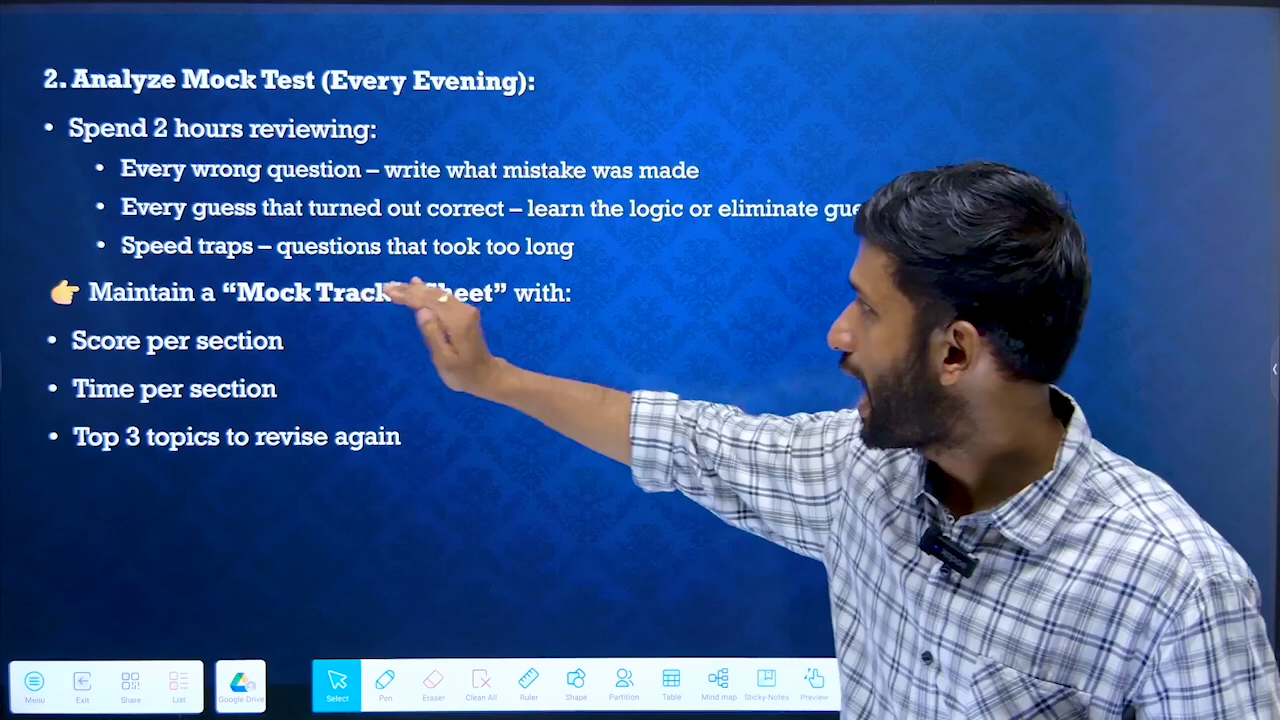 2. Analyze Mock Test (Every Evening):
• Spend 2 hours reviewing:
• Every wrong question – write what mistake was made
• Every guess that turned out correct – learn the logic or eliminate
• Speed traps – questions that took too long
👉 Maintain a “Mock with:
• Score per section
• Time per section
• Top 3 topics to revise again
Menu Exit Share List Google Drive Select Pen Eraser Clean All Ruler Shape Partition Table Mind map Sticky-Notes Preview